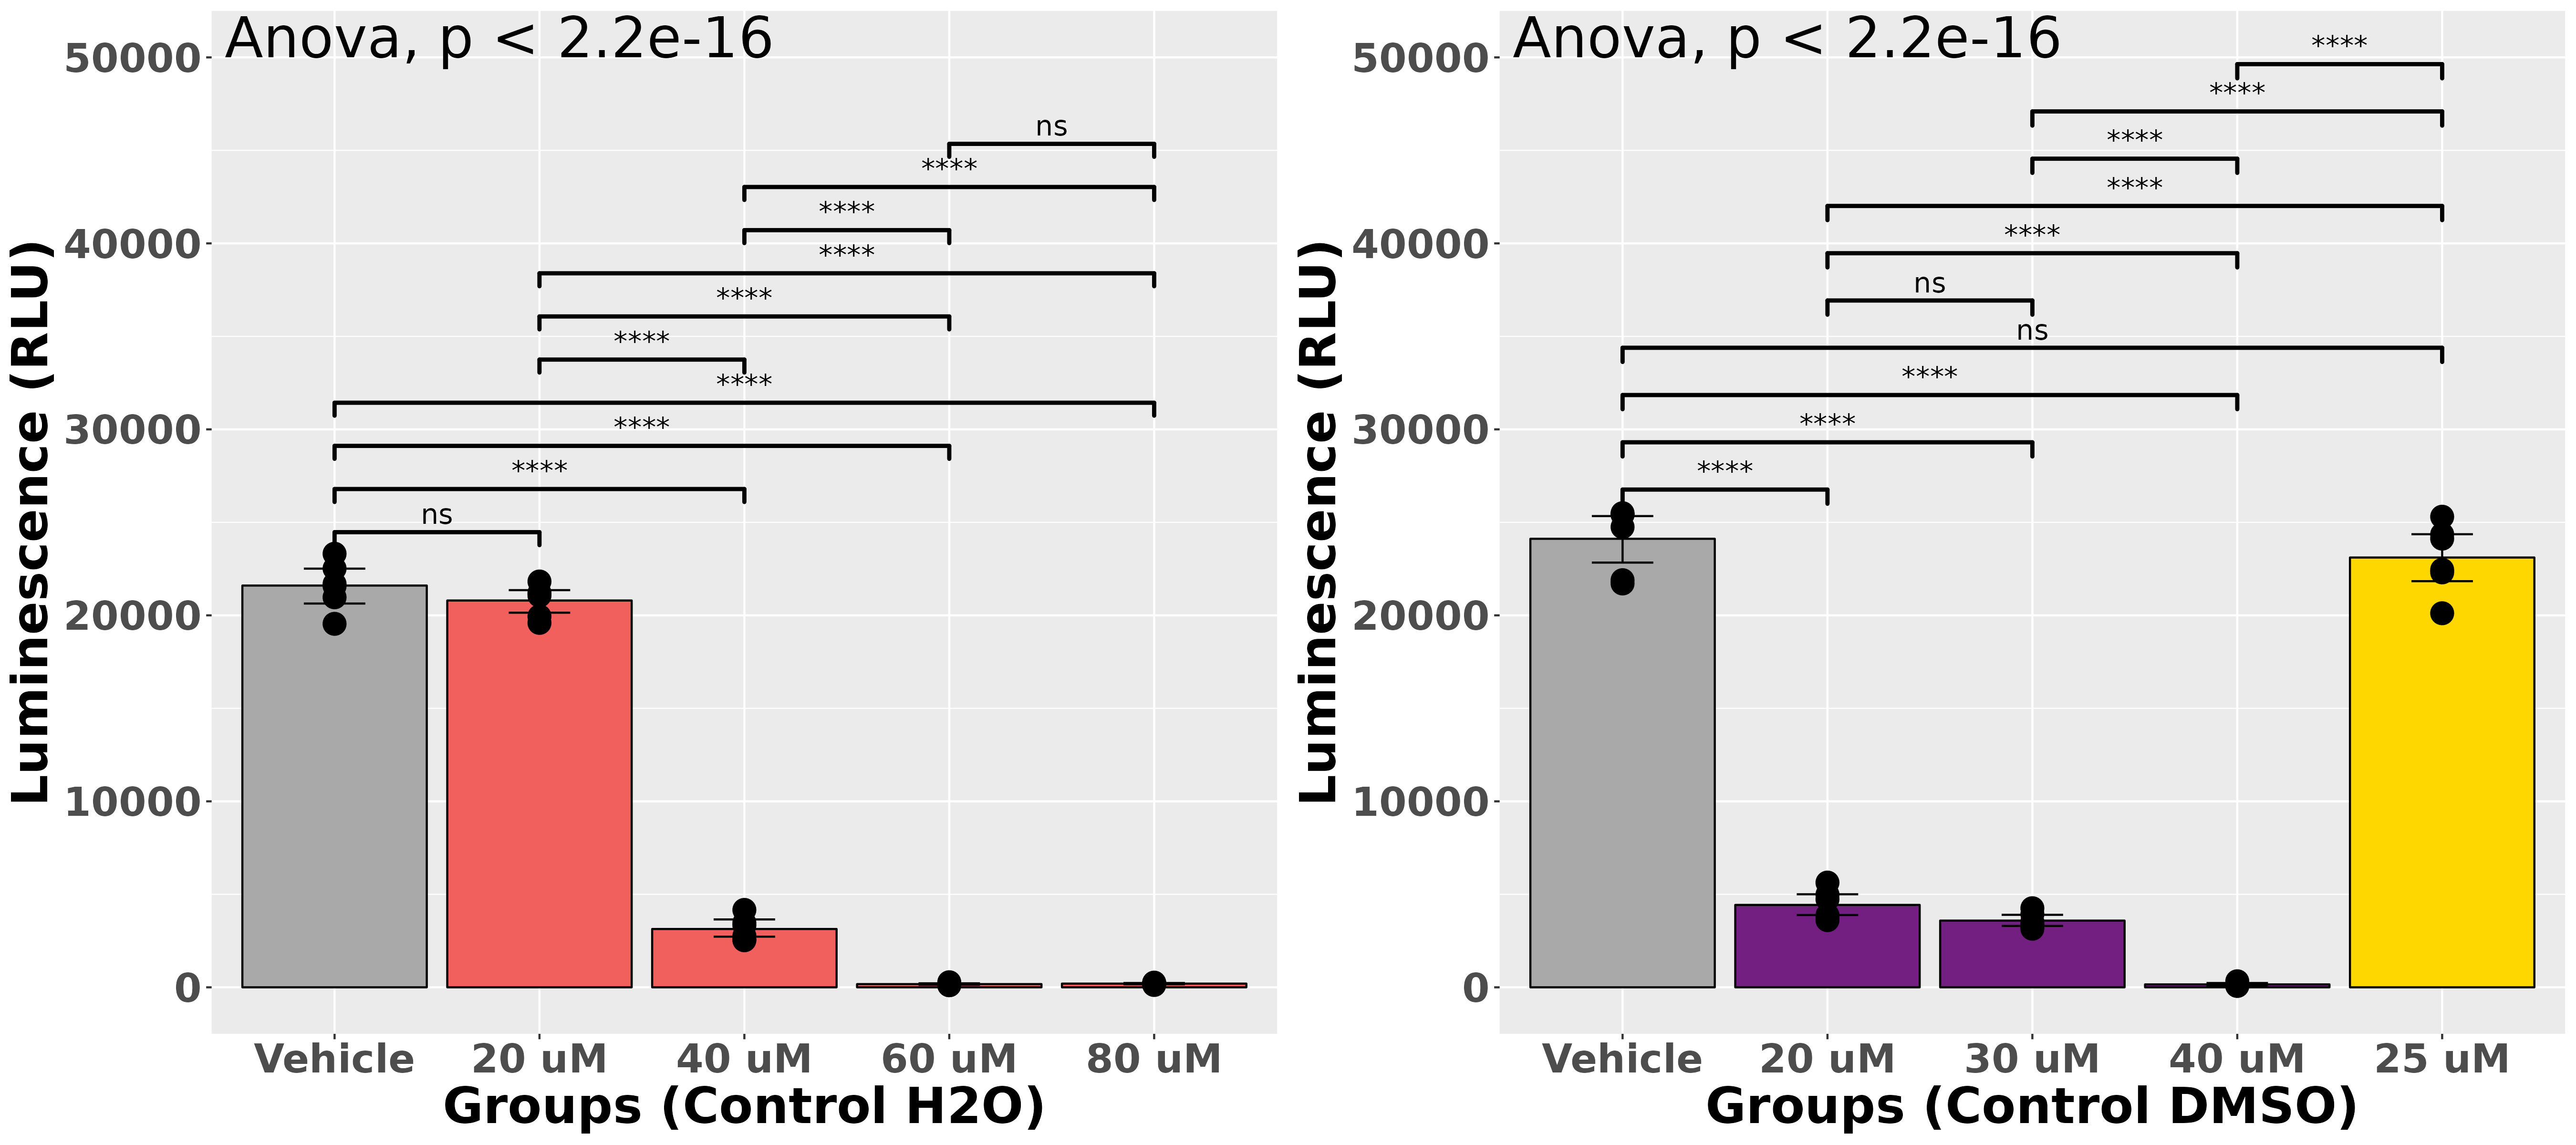 Anova, p < 2.2e-16
50000
ns
****
****
40000
****
****
****
****
30000
****
****
ns
20000
10000
0
Luminescence (RLU)
Vehicle 20 uM 40 uM 60 uM 80 uM
Groups (Control H2O)
Anova, p < 2.2e-16
****
50000
****
****
****
40000
****
ns
ns
****
30000
****
****
20000
10000
0
Luminescence (RLU)
Vehicle 20 uM 30 uM 40 uM 25 uM
Groups (Control DMSO)